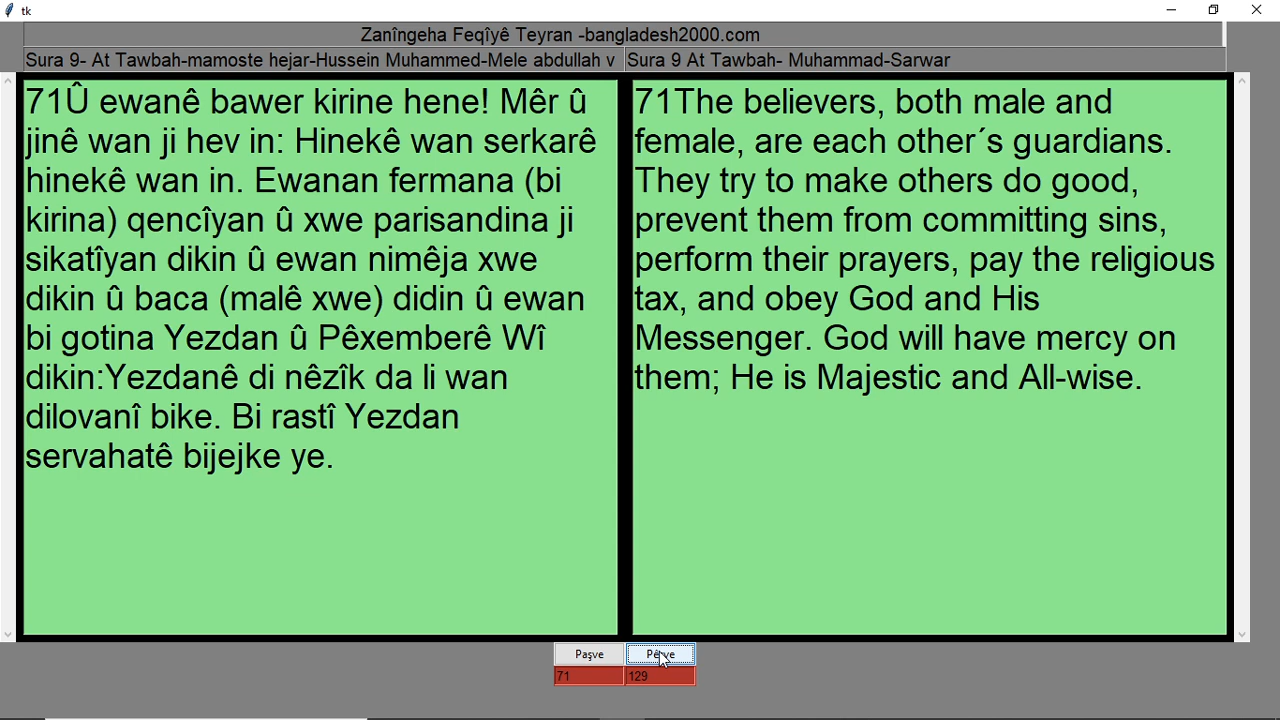 tk
Zanîngeha Feqîyê Teyran -bangladesh2000.com
Sura 9- At Tawbah-mamoste hejar-Hussein Muhammed-Mele abdullah v
Sura 9 At Tawbah- Muhammad-Sarwar
71Û ewanê bawer kirine hene! Mêr û
jinê wan ji hev in: Hinekê wan serkarê
hinekê wan in. Ewanan fermana (bi
kirina) qencîyan û xwe parisandina ji
sikatîyan dikin û ewan nimêja xwe
dikin û baca (malê xwe) didin û ewan
bi gotina Yezdan û Pêxemberê Wî
dikin:Yezdanê di nêzîk da li wan
dilovanî bike. Bi rastî Yezdan
servahatê bijejke ye.
71The believers, both male and
female, are each other´s guardians.
They try to make others do good,
prevent them from committing sins,
perform their prayers, pay the religious
tax, and obey God and His
Messenger. God will have mercy on
them; He is Majestic and All-wise.
Paşve
71
129